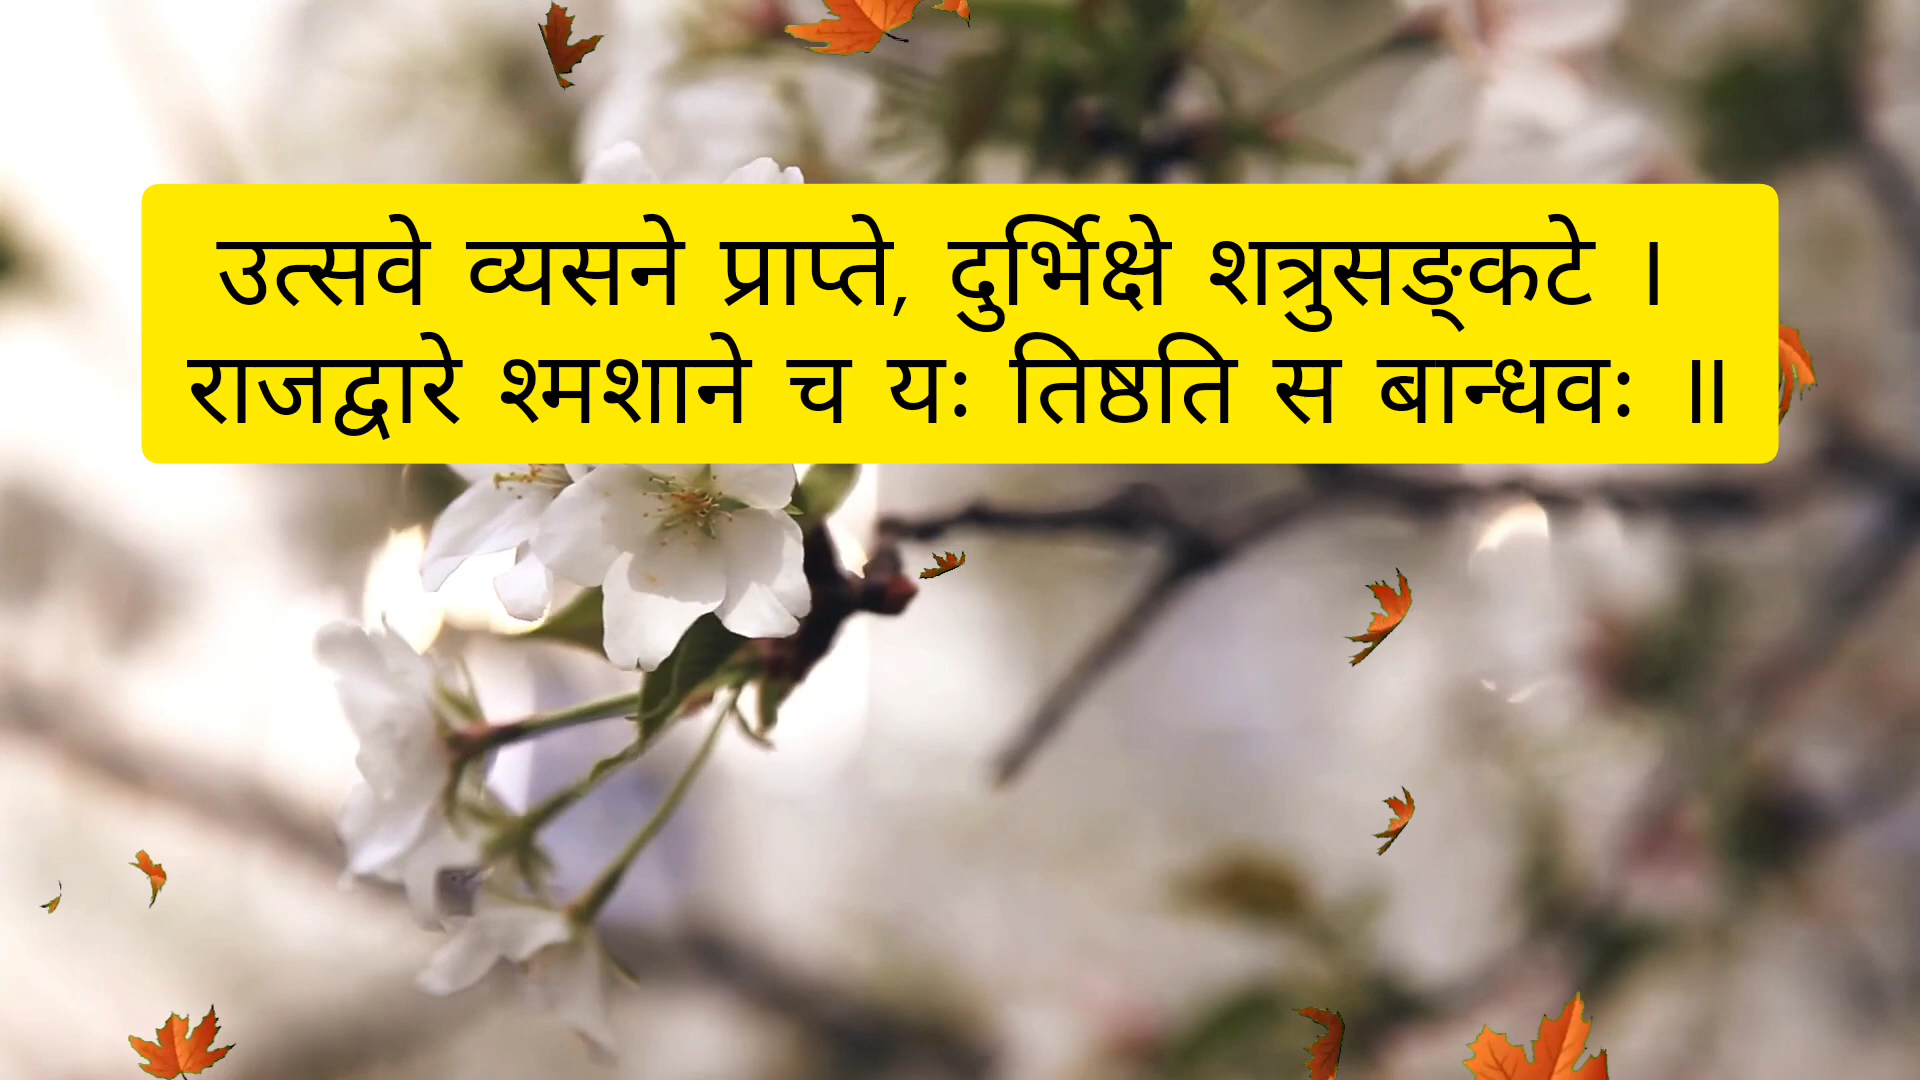 उत्सवे व्यसने प्राप्ते, दुर्भिक्षे शत्रुसङ्कटे ।
राजद्वारे श्मशाने च यः तिष्ठति स बान्धवः ॥